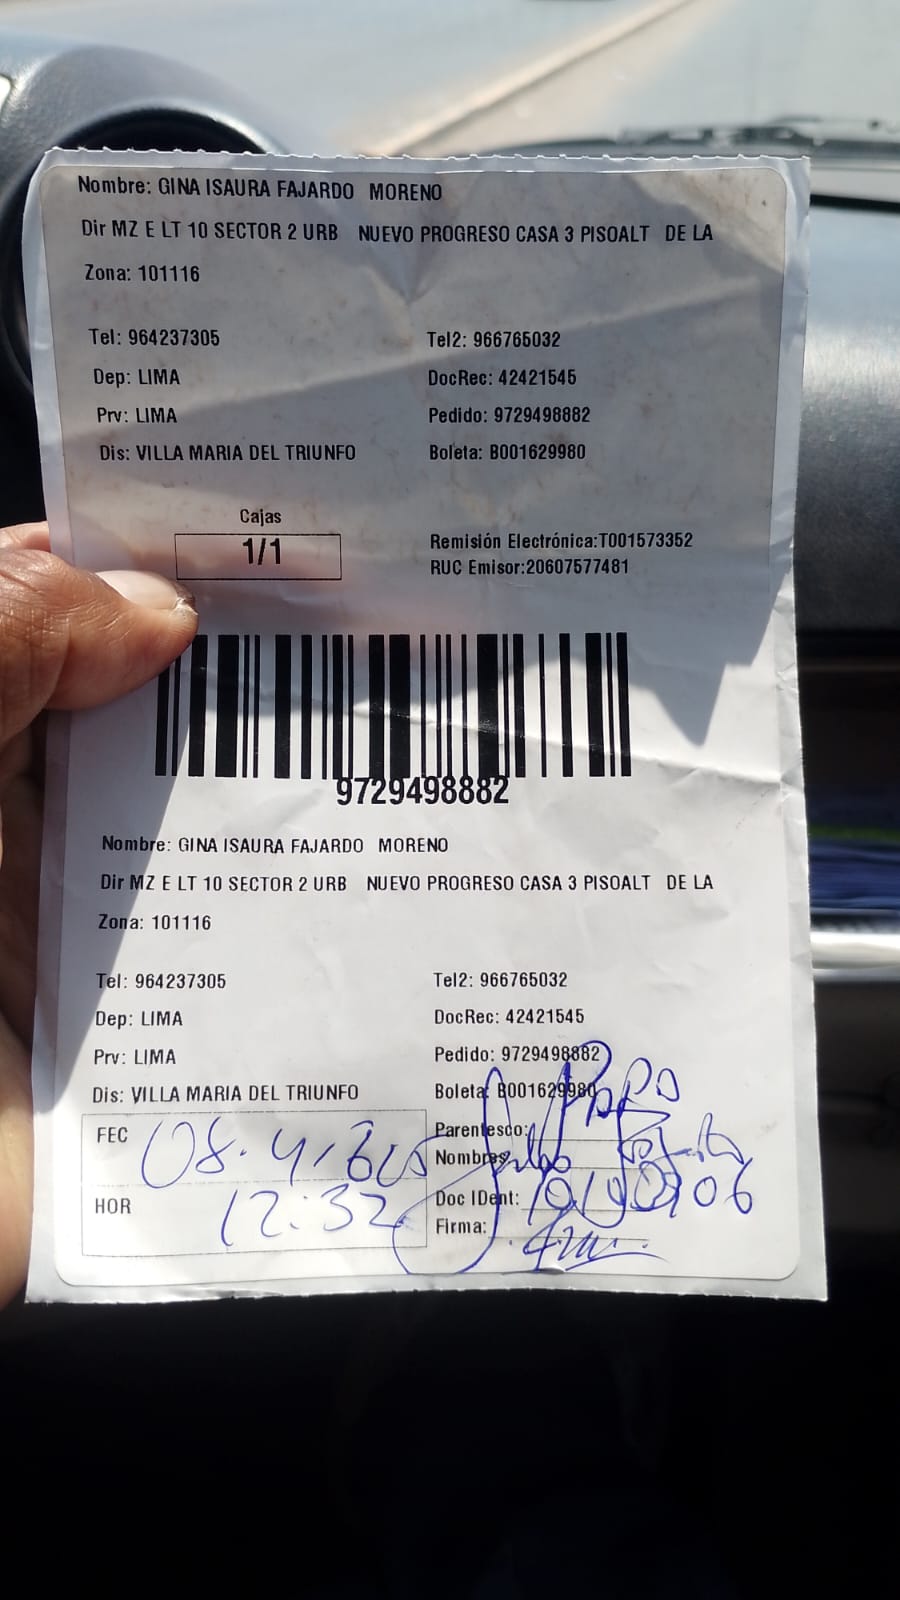 Nombre: GINA ISAURA FAJARDO MORENO
Dir MZ E LT 10 SECTOR 2 URB NUEVO PROGRESO CASA 3 PISOALT DE LA
Zona: 101116
Tel: 964237305 Tel2: 966765032
Dep: LIMA DocRec: 42421545
Prv: LIMA Pedido: 9729498882
Dis: VILLA MARIA DEL TRIUNFO Boleta: B001629980
Cajas
1/1
Remisión Electrónica:T001573352
RUC Emisor:20607577481
9729498882
Nombre: GINA ISAURA FAJARDO MORENO
Dir MZ E LT 10 SECTOR 2 URB NUEVO PROGRESO CASA 3 PISOALT DE LA
Zona: 101116
Tel: 964237305 Tel2: 966765032
Dep: LIMA DocRec: 42421545
Prv: LIMA Pedido: 9729498882
Dis: VILLA MARIA DEL TRIUNFO Boleta: B001629980
FEC Parentesco: PAPA
Nombres
HOR 12:32 Doc IDent:
Firma: